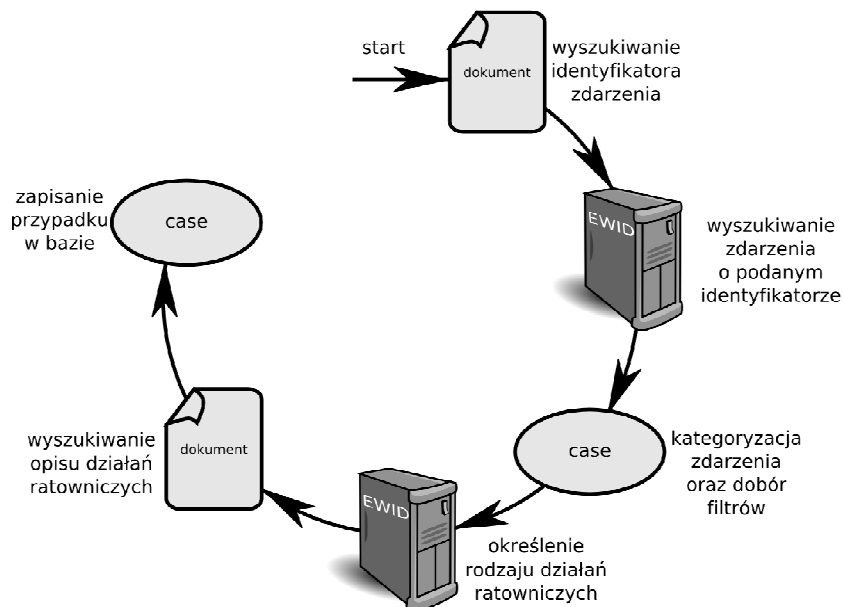 start
dokument
wyszukiwanie
identyfikatora
zdarzenia
EWID
wyszukiwanie
zdarzenia
o podanym
identyfikatorze
case
kategoryzacja
zdarzenia
oraz dobór
filtrów
EWID
określenie
rodzaju działań
ratowniczych
dokument
wyszukiwanie
opisu działań
ratowniczych
case
zapisanie
przypadku
w bazie